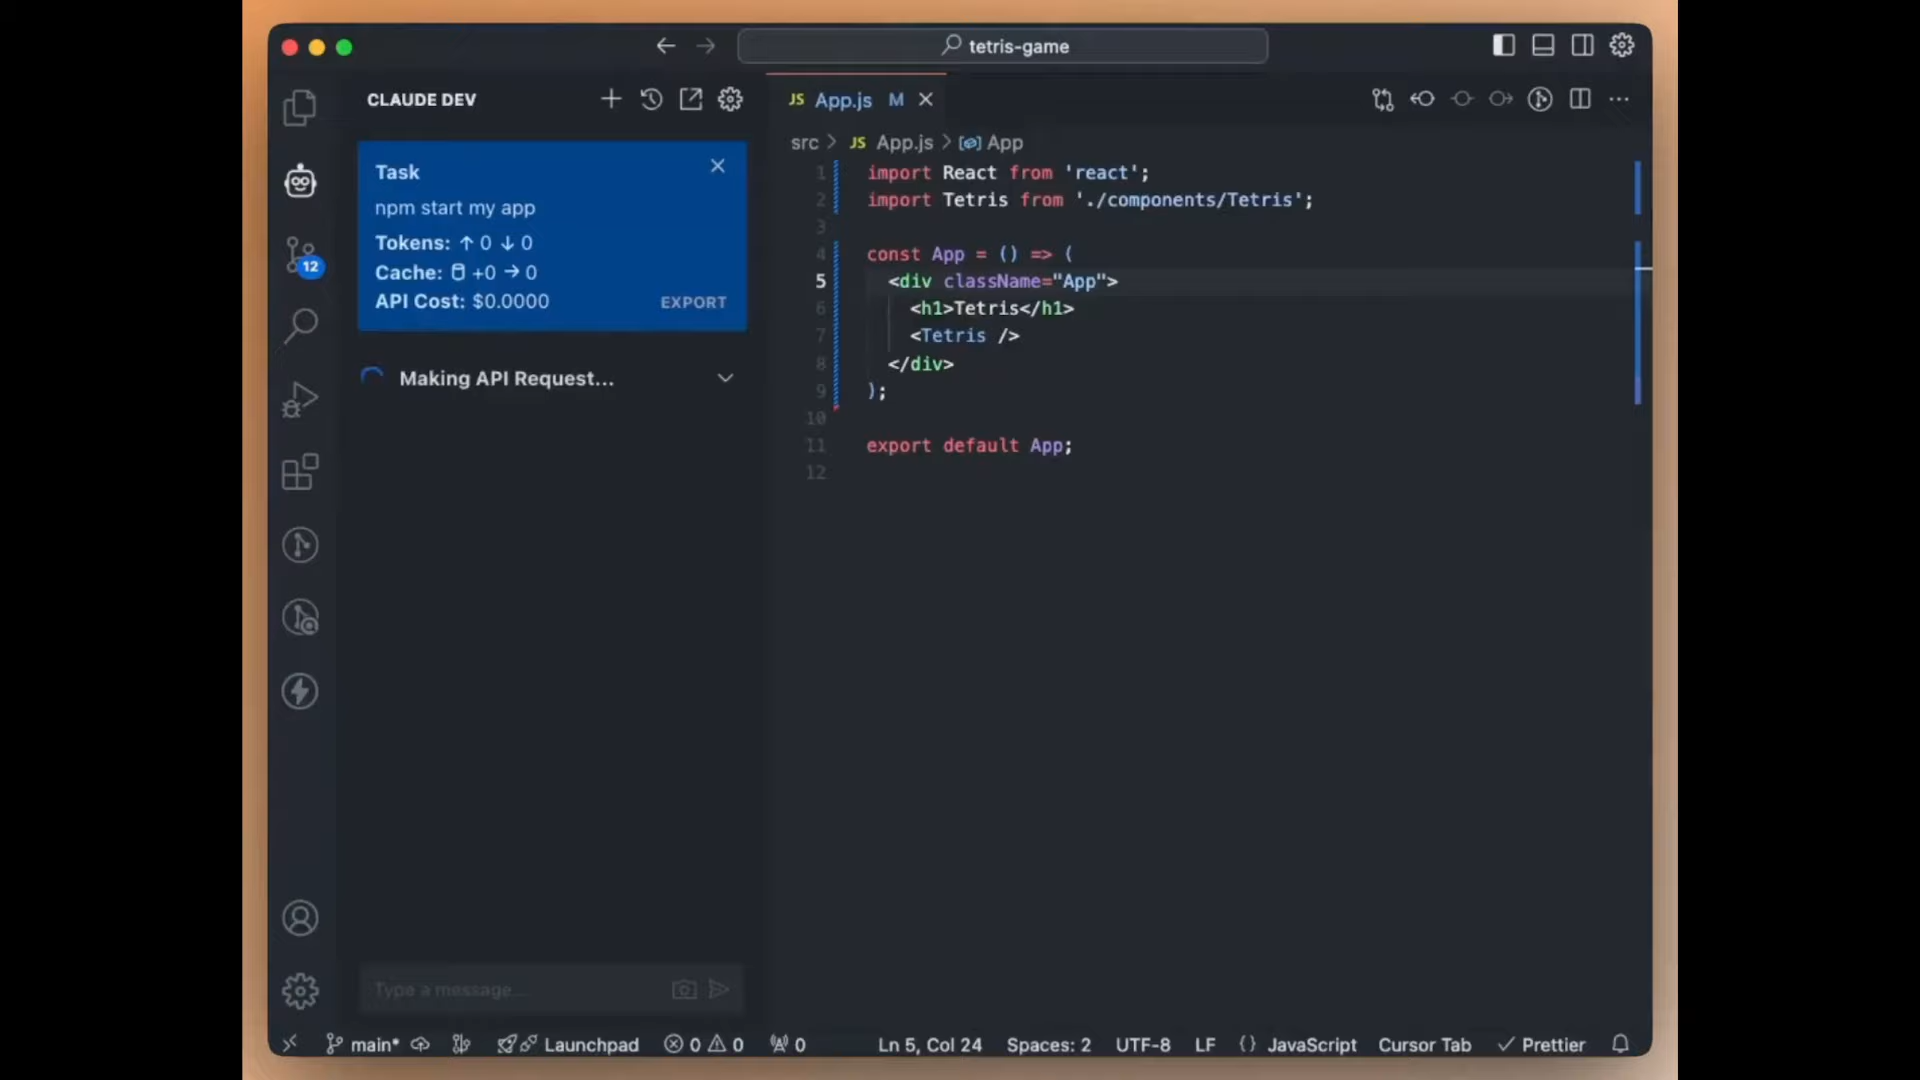 tetris-game
CLAUDE DEV
JS App.js M
src > JS App.js > App
Task
npm start my app
Tokens: ↑ 0 ↓ 0
Cache: +0 → 0
API Cost: $0.0000 EXPORT
Making API Request...
12
1 import React from 'react';
2 import Tetris from './components/Tetris';
3
4 const App = () => (
5 <div className="App">
6 <h1>Tetris</h1>
7 <Tetris />
8 </div>
9 );
10
11 export default App;
12
Type a message...
main* Launchpad 0 0 0 Ln 5, Col 24 Spaces: 2 UTF-8 LF {} JavaScript Cursor Tab ✓ Prettier